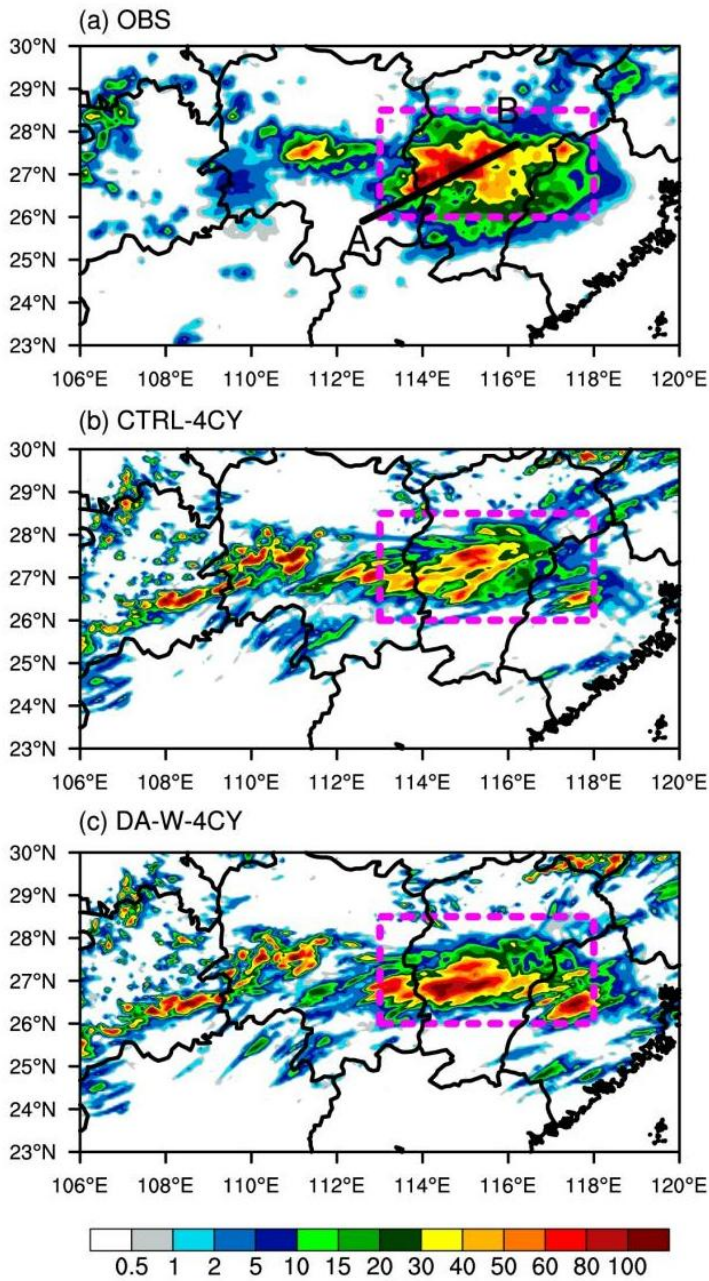 (a) OBS
30°N
29°N
28°N
27°N
26°N
25°N
24°N
23°N
B
A
106°E 108°E 110°E 112°E 114°E 116°E 118°E 120°E
(b) CTRL-4CY
30°N
29°N
28°N
27°N
26°N
25°N
24°N
23°N
106°E 108°E 110°E 112°E 114°E 116°E 118°E 120°E
(c) DA-W-4CY
30°N
29°N
28°N
27°N
26°N
25°N
24°N
23°N
106°E 108°E 110°E 112°E 114°E 116°E 118°E 120°E
0.5 1 2 5 10 15 20 30 40 50 60 80 100